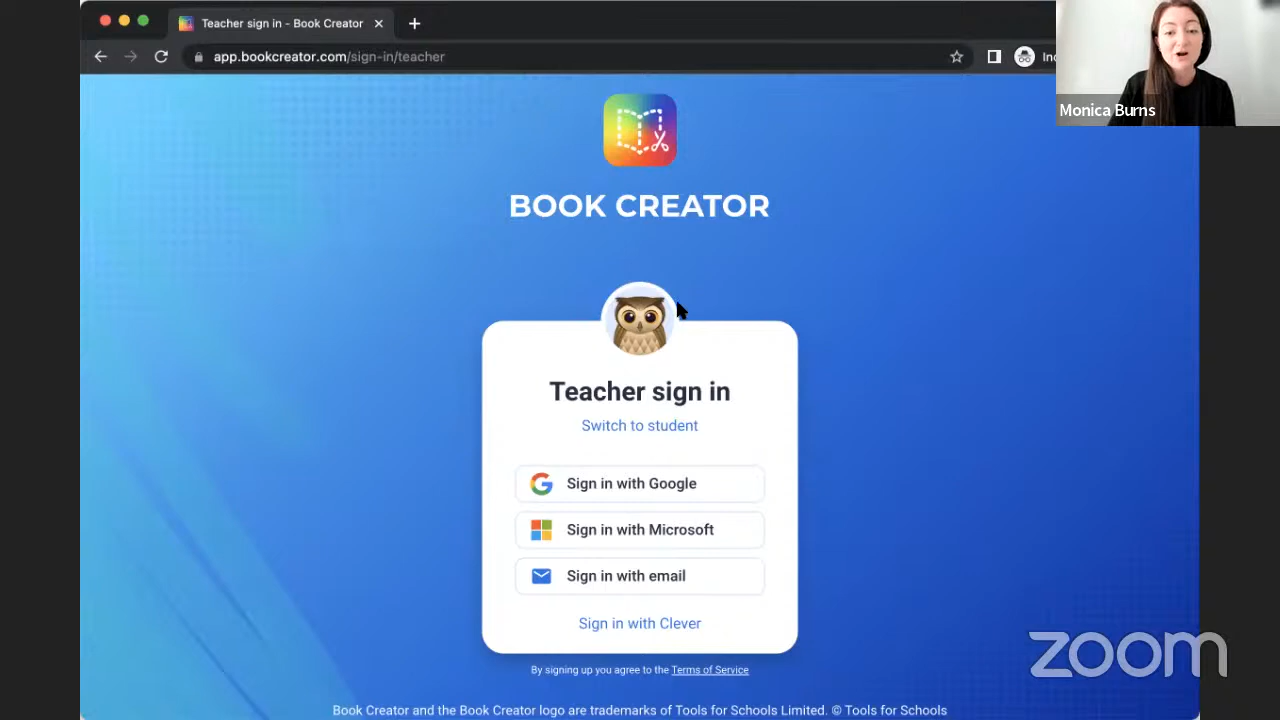 Teacher sign in - Book Creator
app.bookcreator.com/sign-in/teacher
Monica Burns
BOOK CREATOR
Teacher sign in
Switch to student
Sign in with Google
Sign in with Microsoft
Sign in with email
Sign in with Clever
zoom
By signing up you agree to the Terms of Service
Book Creator and the Book Creator logo are trademarks of Tools for Schools Limited. © Tools for Schools